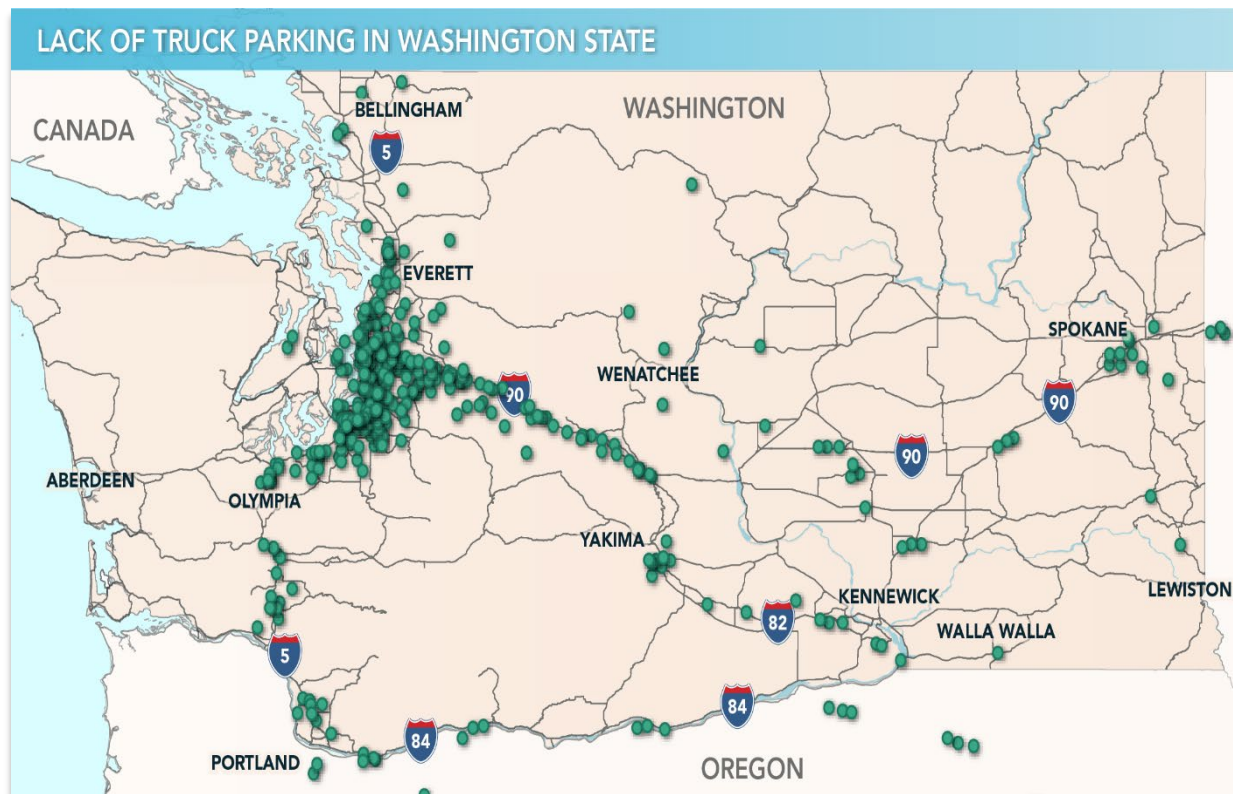 LACK OF TRUCK PARKING IN WASHINGTON STATE
BELLINGHAM
WASHINGTON
CANADA
5
EVERETT
SPOKANE
WENATCHEE
90
90
90
ABERDEEN
OLYMPIA
YAKIMA
KENNEWICK
LEWISTON
82
WALLA WALLA
5
84
84
PORTLAND
OREGON